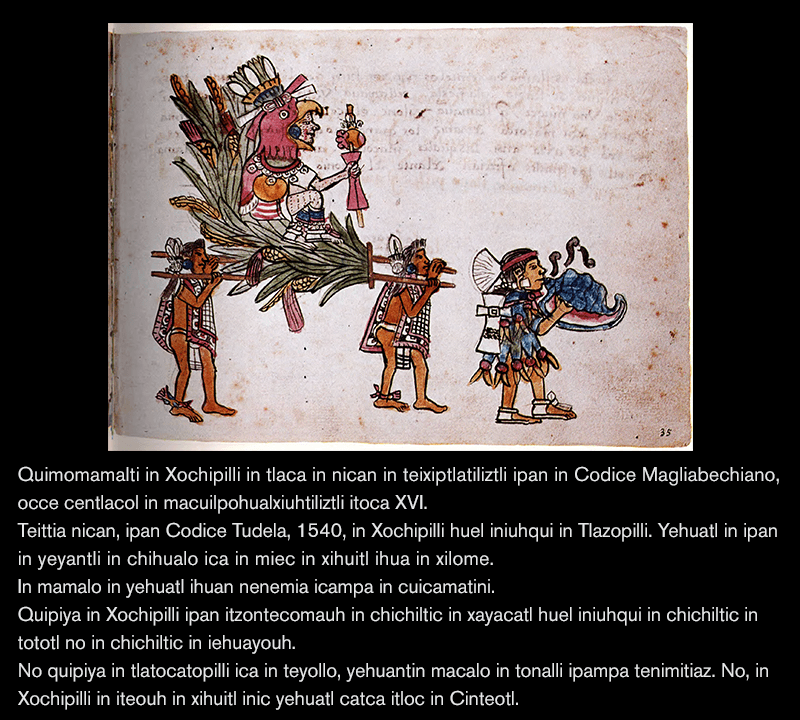 35
Quimomamalti in Xochipilli in tlaca in nican in teixiptlatiliztli ipan in Codice Magliabechiano,
occe centlacol in macuilpohualxiuhtiliztli itoca XVI.
Teittia nican, ipan Codice Tudela, 1540, in Xochipilli huel iniuhqui in Tlazopilli. Yehuatl in ipan
in yeyantli in chihualo ica in miec in xihuitl ihua in xilome.
In mamalo in yehuatl ihuan nenemia icampa in cuicamatini.
Quipiya in Xochipilli ipan itzontecomauh in chichiltic in xayacatl huel iniuhqui in chichiltic in
tototl no in chichiltic in iehuayouh.
No quipiya in tlatocatopilli ica in teyollo, yehuantin macalo in tonalli ipampa tenimitiaz. No, in
Xochipilli in iteouh in xihuitl inic yehuatl catca itloc in Cinteotl.